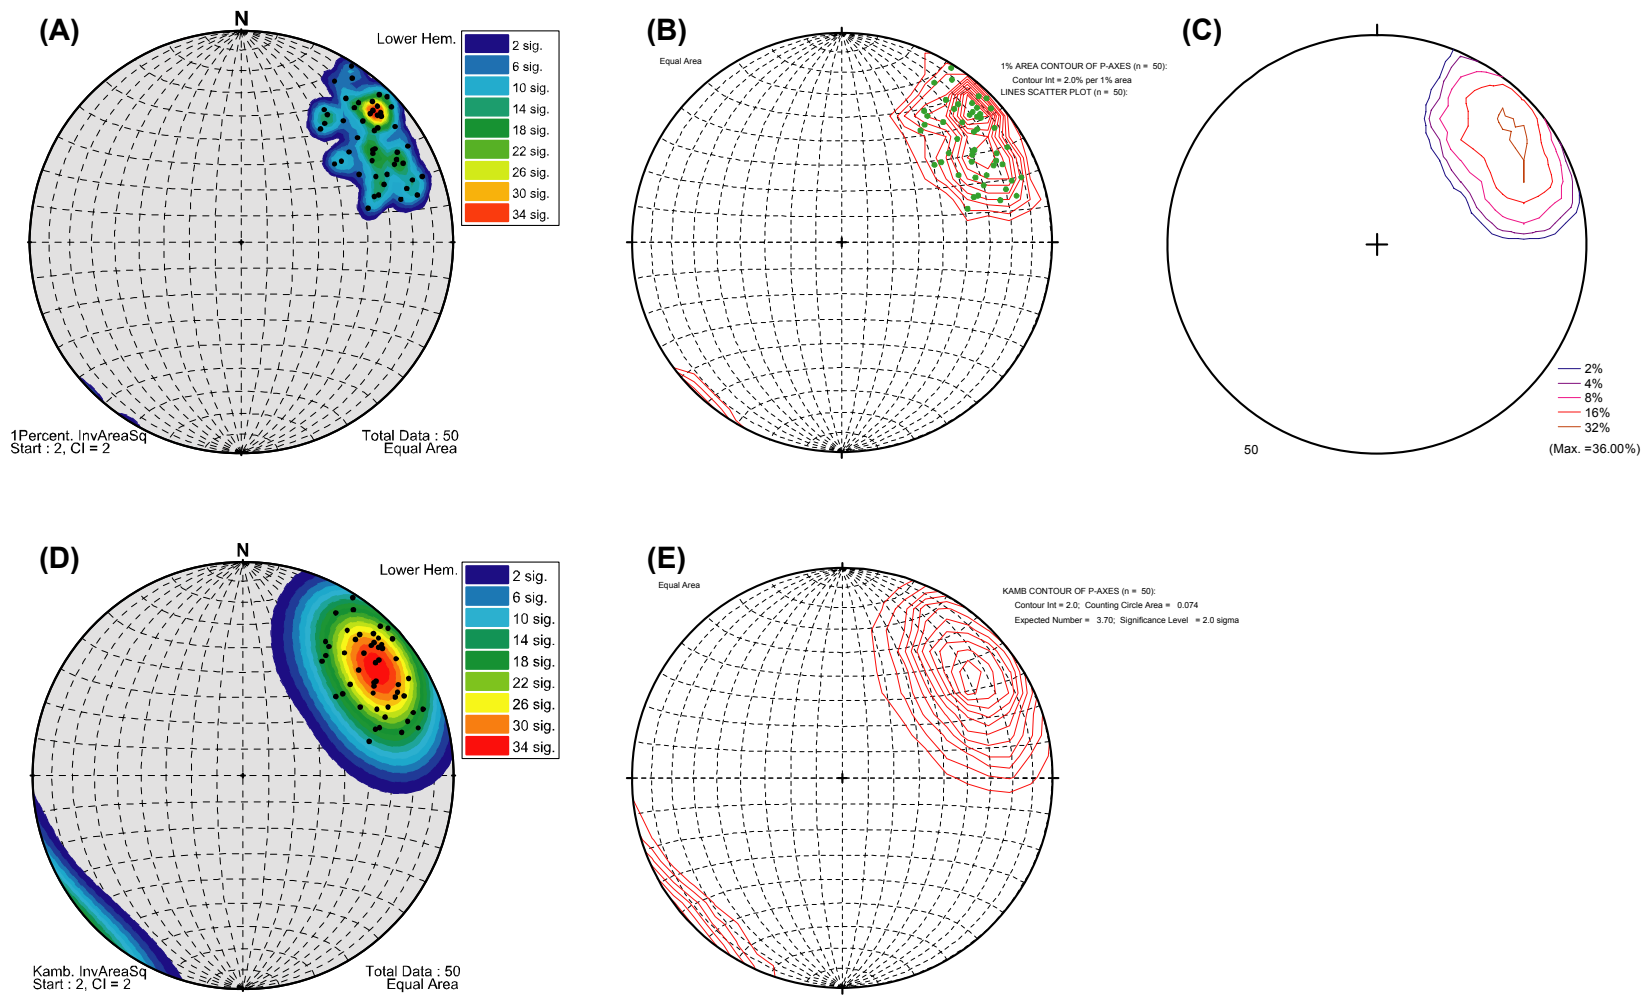 (A)
N
Lower Hem.
2 sig.
6 sig.
10 sig.
14 sig.
18 sig.
22 sig.
26 sig.
30 sig.
34 sig.
1Percent. InvAreaSq
Start : 2, CI = 2
Total Data : 50
Equal Area
(B)
Equal Area
1% AREA CONTOUR OF P-AXES (n = 50):
Contour Int = 2.0% per 1% area
LINES SCATTER PLOT (n = 50):
(C)
2%
4%
8%
16%
32%
(Max. =36.00%)
50
(D)
N
Lower Hem.
2 sig.
6 sig.
10 sig.
14 sig.
18 sig.
22 sig.
26 sig.
30 sig.
34 sig.
Kamb. InvAreaSq
Start : 2, CI = 2
Total Data : 50
Equal Area
(E)
Equal Area
KAMB CONTOUR OF P-AXES (n = 50):
Contour Int = 2.0; Counting Circle Area = 0.074
Expected Number = 3.70; Significance Level = 2.0 sigma